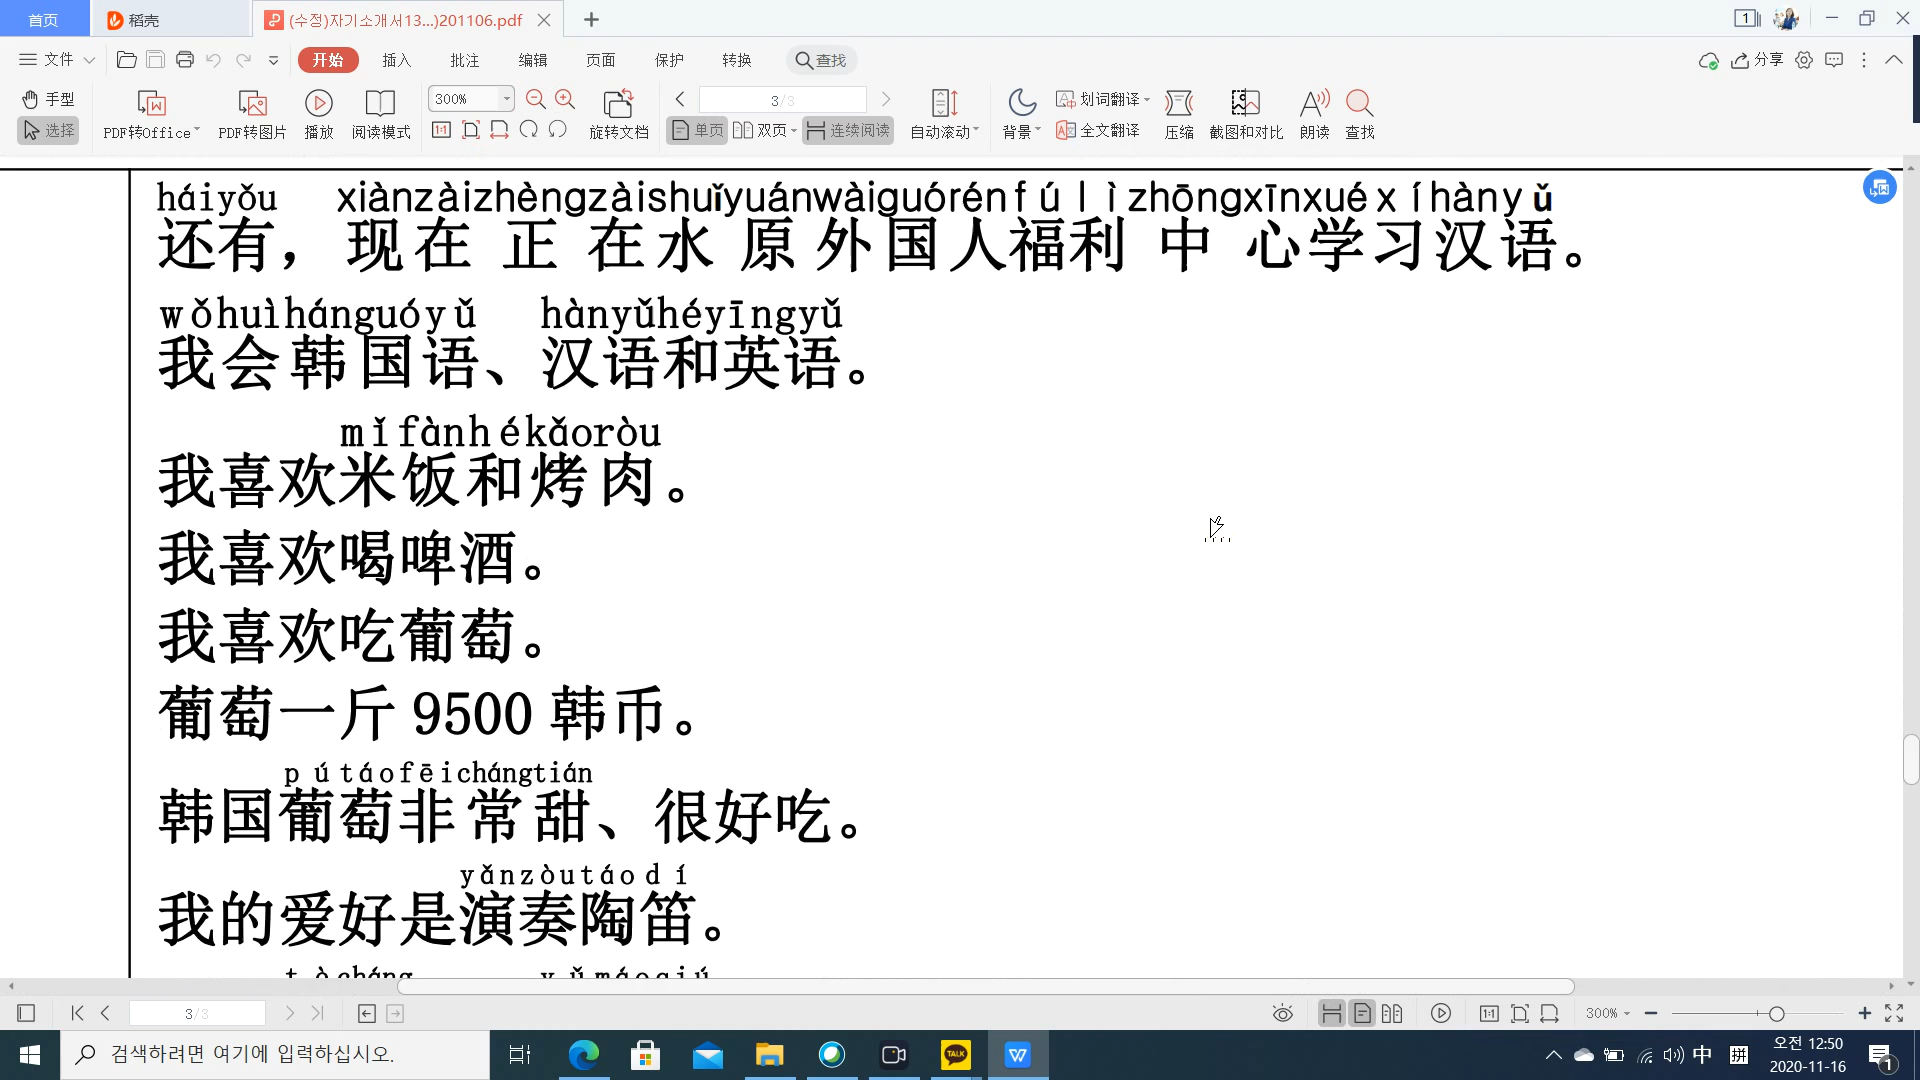 首页
稻壳
(수정)자기소개서13...)201106.pdf
1
文件
开始 插入 批注 编辑 页面 保护 转换 查找
分享
手型
选择
PDF转Office
PDF转图片
播放
阅读模式
300%
1:1
旋转文档
3/3
单页 双页 连续阅读
自动滚动
背景
划词翻译
全文翻译
压缩
截图和对比
朗读
查找
háiyǒu xiànzàizhèngzàishuǐyuánwàiguórénfúlìzhōngxīnxuéxíhànyǔ
还有，现在正在水原外国人福利中心学习汉语。
wǒhuìhánguóyǔ hànyǔhéyīngyǔ
我会韩国语、汉语和英语。
mǐfànhékǎoròu
我喜欢米饭和烤肉。
我喜欢喝啤酒。
我喜欢吃葡萄。
葡萄一斤9500韩币。
pútáofēichángtián
韩国葡萄非常甜、很好吃。
yǎnzòutáodí
我的爱好是演奏陶笛。
3/3
1:1
300%
검색하려면 여기에 입력하십시오.
TALK
中
拼
오전 12:50
2020-11-16
1